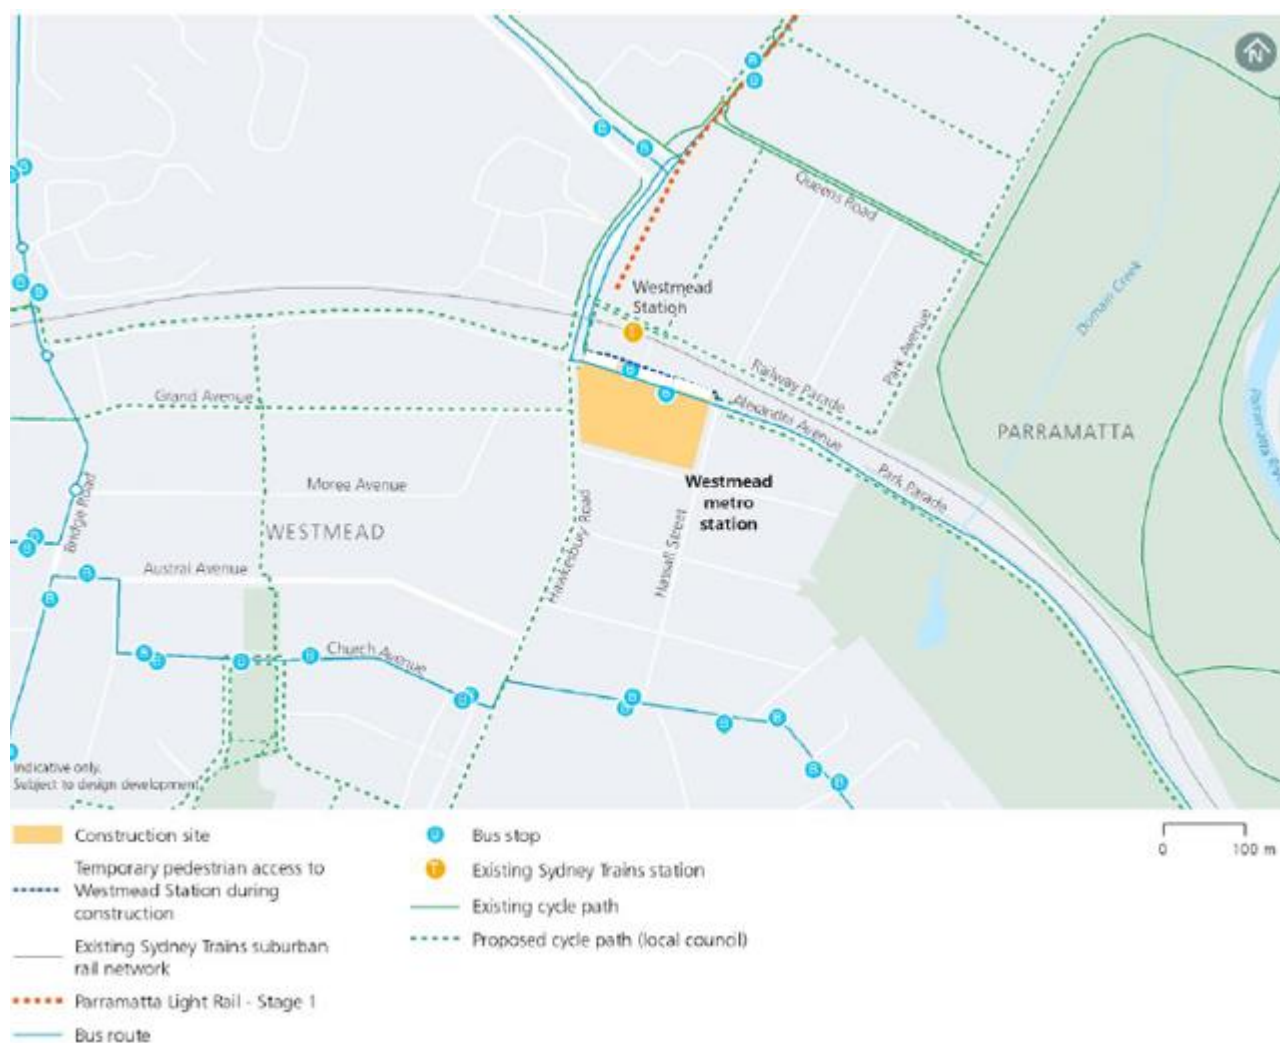 N
Queens Road
Westmead
Station
Domain Creek
Park Avenue
Railway Parade
Grand Avenue
Alexandra Avenue
PARRAMATTA
Parramatta
Park Parade
Moree Avenue
Westmead
metro
station
Bridge Road
WESTMEAD
Hawkesbury Road
Hassall Street
Austral Avenue
Church Avenue
Indicative only.
Subject to design development.
Construction site
Temporary pedestrian access to
Westmead Station during
construction
Existing Sydney Trains suburban
rail network
Parramatta Light Rail - Stage 1
Bus route
Bus stop
Existing Sydney Trains station
Existing cycle path
Proposed cycle path (local council)
0 100 m